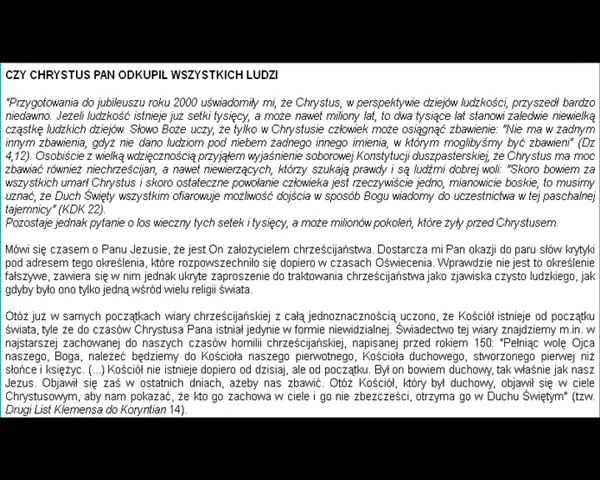 CZY CHRYSTUS PAN ODKUPIŁ WSZYSTKICH LUDZI
"Przygotowania do jubileuszu roku 2000 uświadomiły mi, że Chrystus, w perspektywie dziejów ludzkości, przyszedł bardzo
niedawno. Jeżeli ludzkość istnieje już setki tysięcy, a może nawet miliony lat, to dwa tysiące lat stanowi zaledwie niewielką
cząstkę ludzkich dziejów. Słowo Boże uczy, że tylko w Chrystusie człowiek może osiągnąć zbawienie: "Nie ma w żadnym
innym zbawienia, gdyż nie dano ludziom pod niebem żadnego innego imienia, w którym moglibyśmy być zbawieni" (Dz
4,12). Osobiście z wielką wdzięcznością przyjąłem wyjaśnienie soborowej Konstytucji duszpasterskiej, że Chrystus ma moc
zbawiać również niechrześcijan, a nawet niewierzących, którzy szukają prawdy i są ludźmi dobrej woli: "Skoro bowiem za
wszystkich umarł Chrystus i skoro ostateczne powołanie człowieka jest rzeczywiście jedno, mianowicie boskie, to musimy
uznać, że Duch Święty wszystkim ofiarowuje możliwość dojścia w sposób Bogu wiadomy do uczestnictwa w tej paschalnej
tajemnicy" (KDK 22).
Pozostaje jednak pytanie o los wieczny tych setek i tysięcy, a może milionów pokoleń, które żyły przed Chrystusem.
Mówi się czasem o Panu Jezusie, że jest On założycielem chrześcijaństwa. Dostarcza mi Pan okazji do paru słów krytyki
pod adresem tego określenia, które rozpowszechniło się dopiero w czasach Oświecenia. Wprawdzie nie jest to określenie
fałszywe, zawiera się w nim jednak ukryte zaproszenie do traktowania chrześcijaństwa jako zjawiska czysto ludzkiego, jak
gdyby było ono tylko jedną wśród wielu religii świata.
Otóż już w samych początkach wiary chrześcijańskiej z całą jednoznacznością uczono, że Kościół istnieje od początku
świata, tyle że do czasów Chrystusa Pana istniał jedynie w formie niewidzialnej. Świadectwo tej wiary znajdziemy m.in. w
najstarszej zachowanej do naszych czasów homilii chrześcijańskiej, napisanej przed rokiem 150: "Pełniąc wolę Ojca
naszego, Boga, należeć będziemy do Kościoła naszego pierwotnego, Kościoła duchowego, stworzonego pierwej niż
słońce i księżyc. (...) Kościół nie istnieje dopiero od dzisiaj, ale od początku. Był on bowiem duchowy, tak właśnie jak nasz
Jezus. Objawił się zaś w ostatnich dniach, ażeby nas zbawić. Otóż Kościół, który był duchowy, objawił się w ciele
Chrystusowym, aby nam pokazać, że kto go zachowa w ciele i go nie zbezcześci, otrzyma go w Duchu Świętym" (tzw.
Drugi List Klemensa do Koryntian 14).